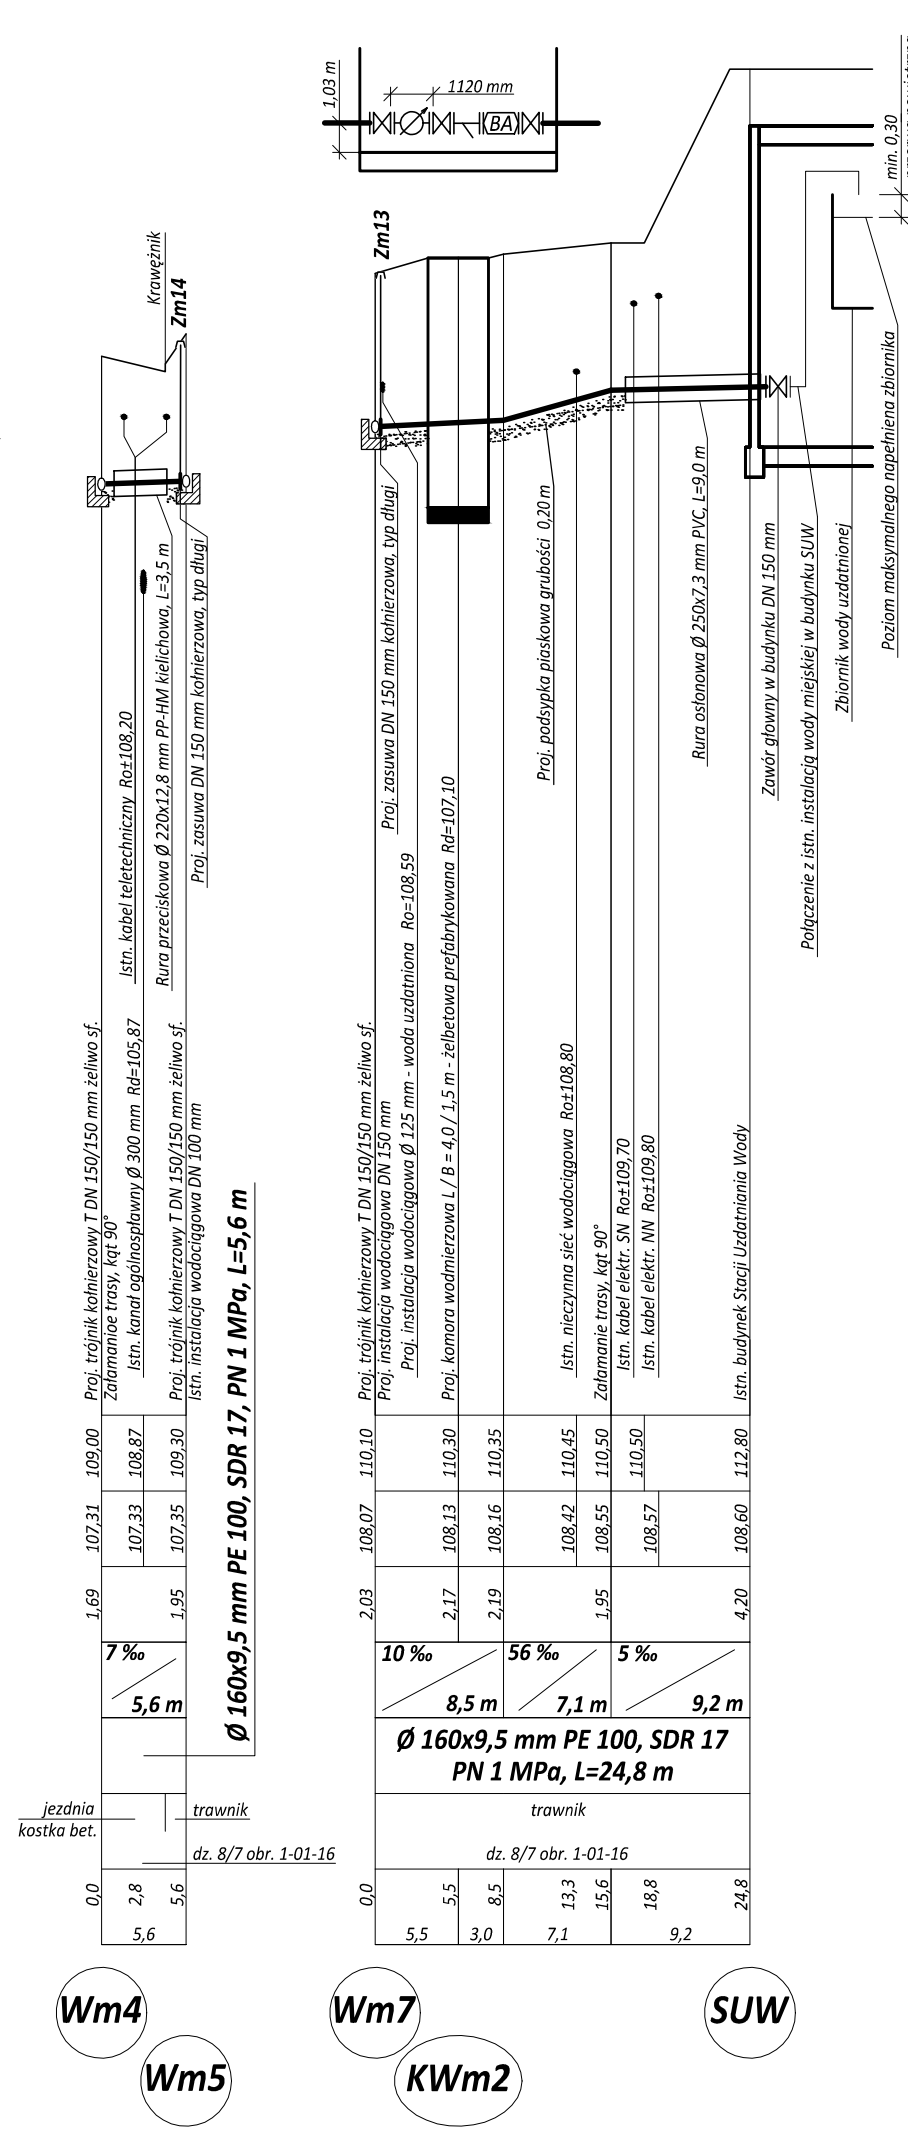 1,03 m
1120 mm
BA
min. 0,30
Krawężnik
Zm14
Zm13
Istn. kabel teletechniczny Ro±108,20
Rura przeciskowa Ø 220x12,8 mm PP-HM kielichowa, L=3,5 m
Proj. zasuwa DN 150 mm kołnierzowa, typ długi
Proj. zasuwa DN 150 mm kołnierzowa, typ długi
Proj. instalacja wodociągowa Ø 125 mm - woda uzdatniona Ro=108,59
Proj. komora wodmierzowa L / B = 4,0 / 1,5 m - żelbetowa prefabrykowana Rd=107,10
Proj. podsypka piaskowa grubości 0,20 m
Rura osłonowa Ø 250x7,3 mm PVC, L=9,0 m
Zawór głowny w budynku DN 150 mm
Połączenie z istn. instalacją wody miejskiej w budynku SUW
Zbiornik wody uzdatnionej
Poziom maksymalnego napełniena zbiornika
Proj. trójnik kołnierzowy T DN 150/150 mm żeliwo sf.
Załamanioe trasy, kąt 90°
Istn. kanał ogólnospławny Ø 300 mm Rd=105,87
Proj. trójnik kołnierzowy T DN 150/150 mm żeliwo sf.
Istn. instalacja wodociągowa DN 100 mm
Ø 160x9,5 mm PE 100, SDR 17, PN 1 MPa, L=5,6 m
Proj. trójnik kołnierzowy T DN 150/150 mm żeliwo sf.
Proj. instalacja wodociągowa DN 150 mm
Istn. nieczynna sieć wodociągowa Ro±108,80
Załamanie trasy, kąt 90°
Istn. kabel elektr. SN Ro±109,70
Istn. kabel elektr. NN Ro±109,80
Istn. budynek Stacji Uzdatniania Wody
109,00 108,87 109,30
110,10 110,30 110,35 110,45 110,50 110,50 112,80
107,31 107,33 107,35
108,07 108,13 108,16 108,42 108,55 108,57 108,60
1,69 1,95
2,03 2,17 2,19 1,95 4,20
7 ‰
5,6 m
10 ‰
8,5 m
56 ‰
7,1 m
5 ‰
9,2 m
Ø 160x9,5 mm PE 100, SDR 17
PN 1 MPa, L=24,8 m
jezdnia
kostka bet.
trawnik
dz. 8/7 obr. 1-01-16
trawnik
dz. 8/7 obr. 1-01-16
0,0 2,8 5,6
0,0 5,5 8,5 13,3 15,6 18,8 24,8
5,6
5,5 3,0 7,1 9,2
Wm4
Wm5
Wm7
KWm2
SUW